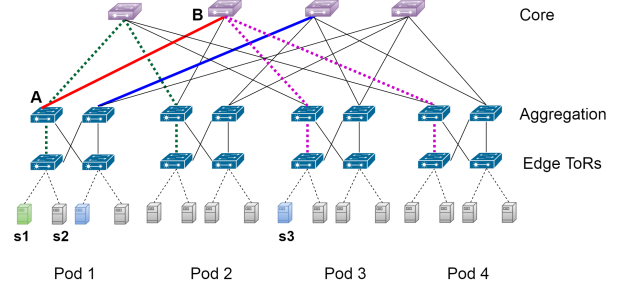 B
Core
A
Aggregation
Edge ToRs
s1
s2
s3
Pod 1
Pod 2
Pod 3
Pod 4